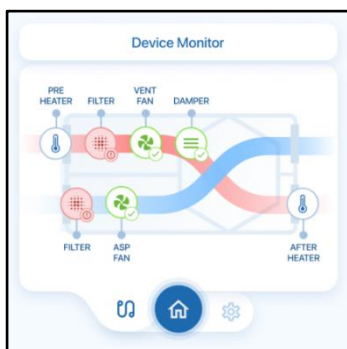 Device Monitor
PRE
HEATER
FILTER
VENT
FAN
DAMPER
FILTER
ASP
FAN
AFTER
HEATER